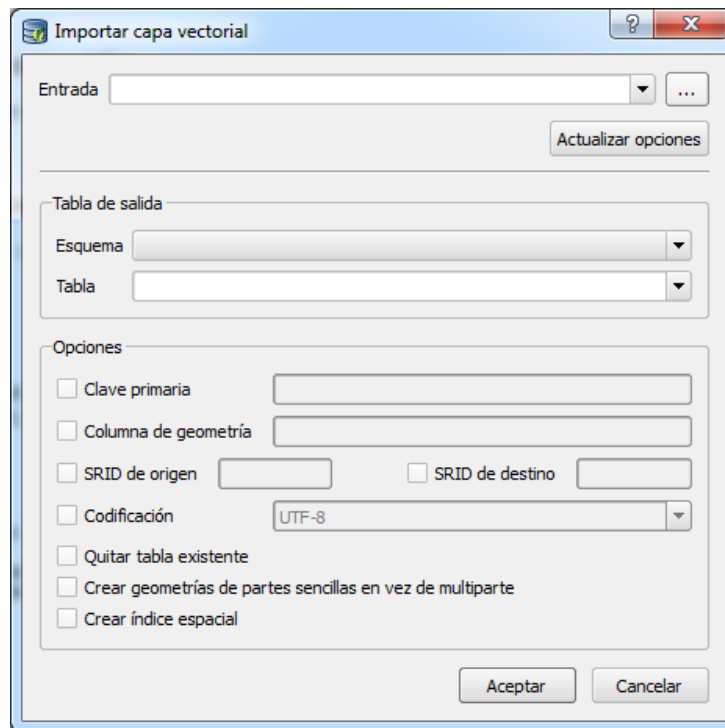 Importar capa vectorial
Entrada
...
Actualizar opciones
Tabla de salida
Esquema
Tabla
Opciones
Clave primaria
Columna de geometría
SRID de origen SRID de destino
Codificación UTF-8
Quitar tabla existente
Crear geometrías de partes sencillas en vez de multiparte
Crear índice espacial
Aceptar Cancelar